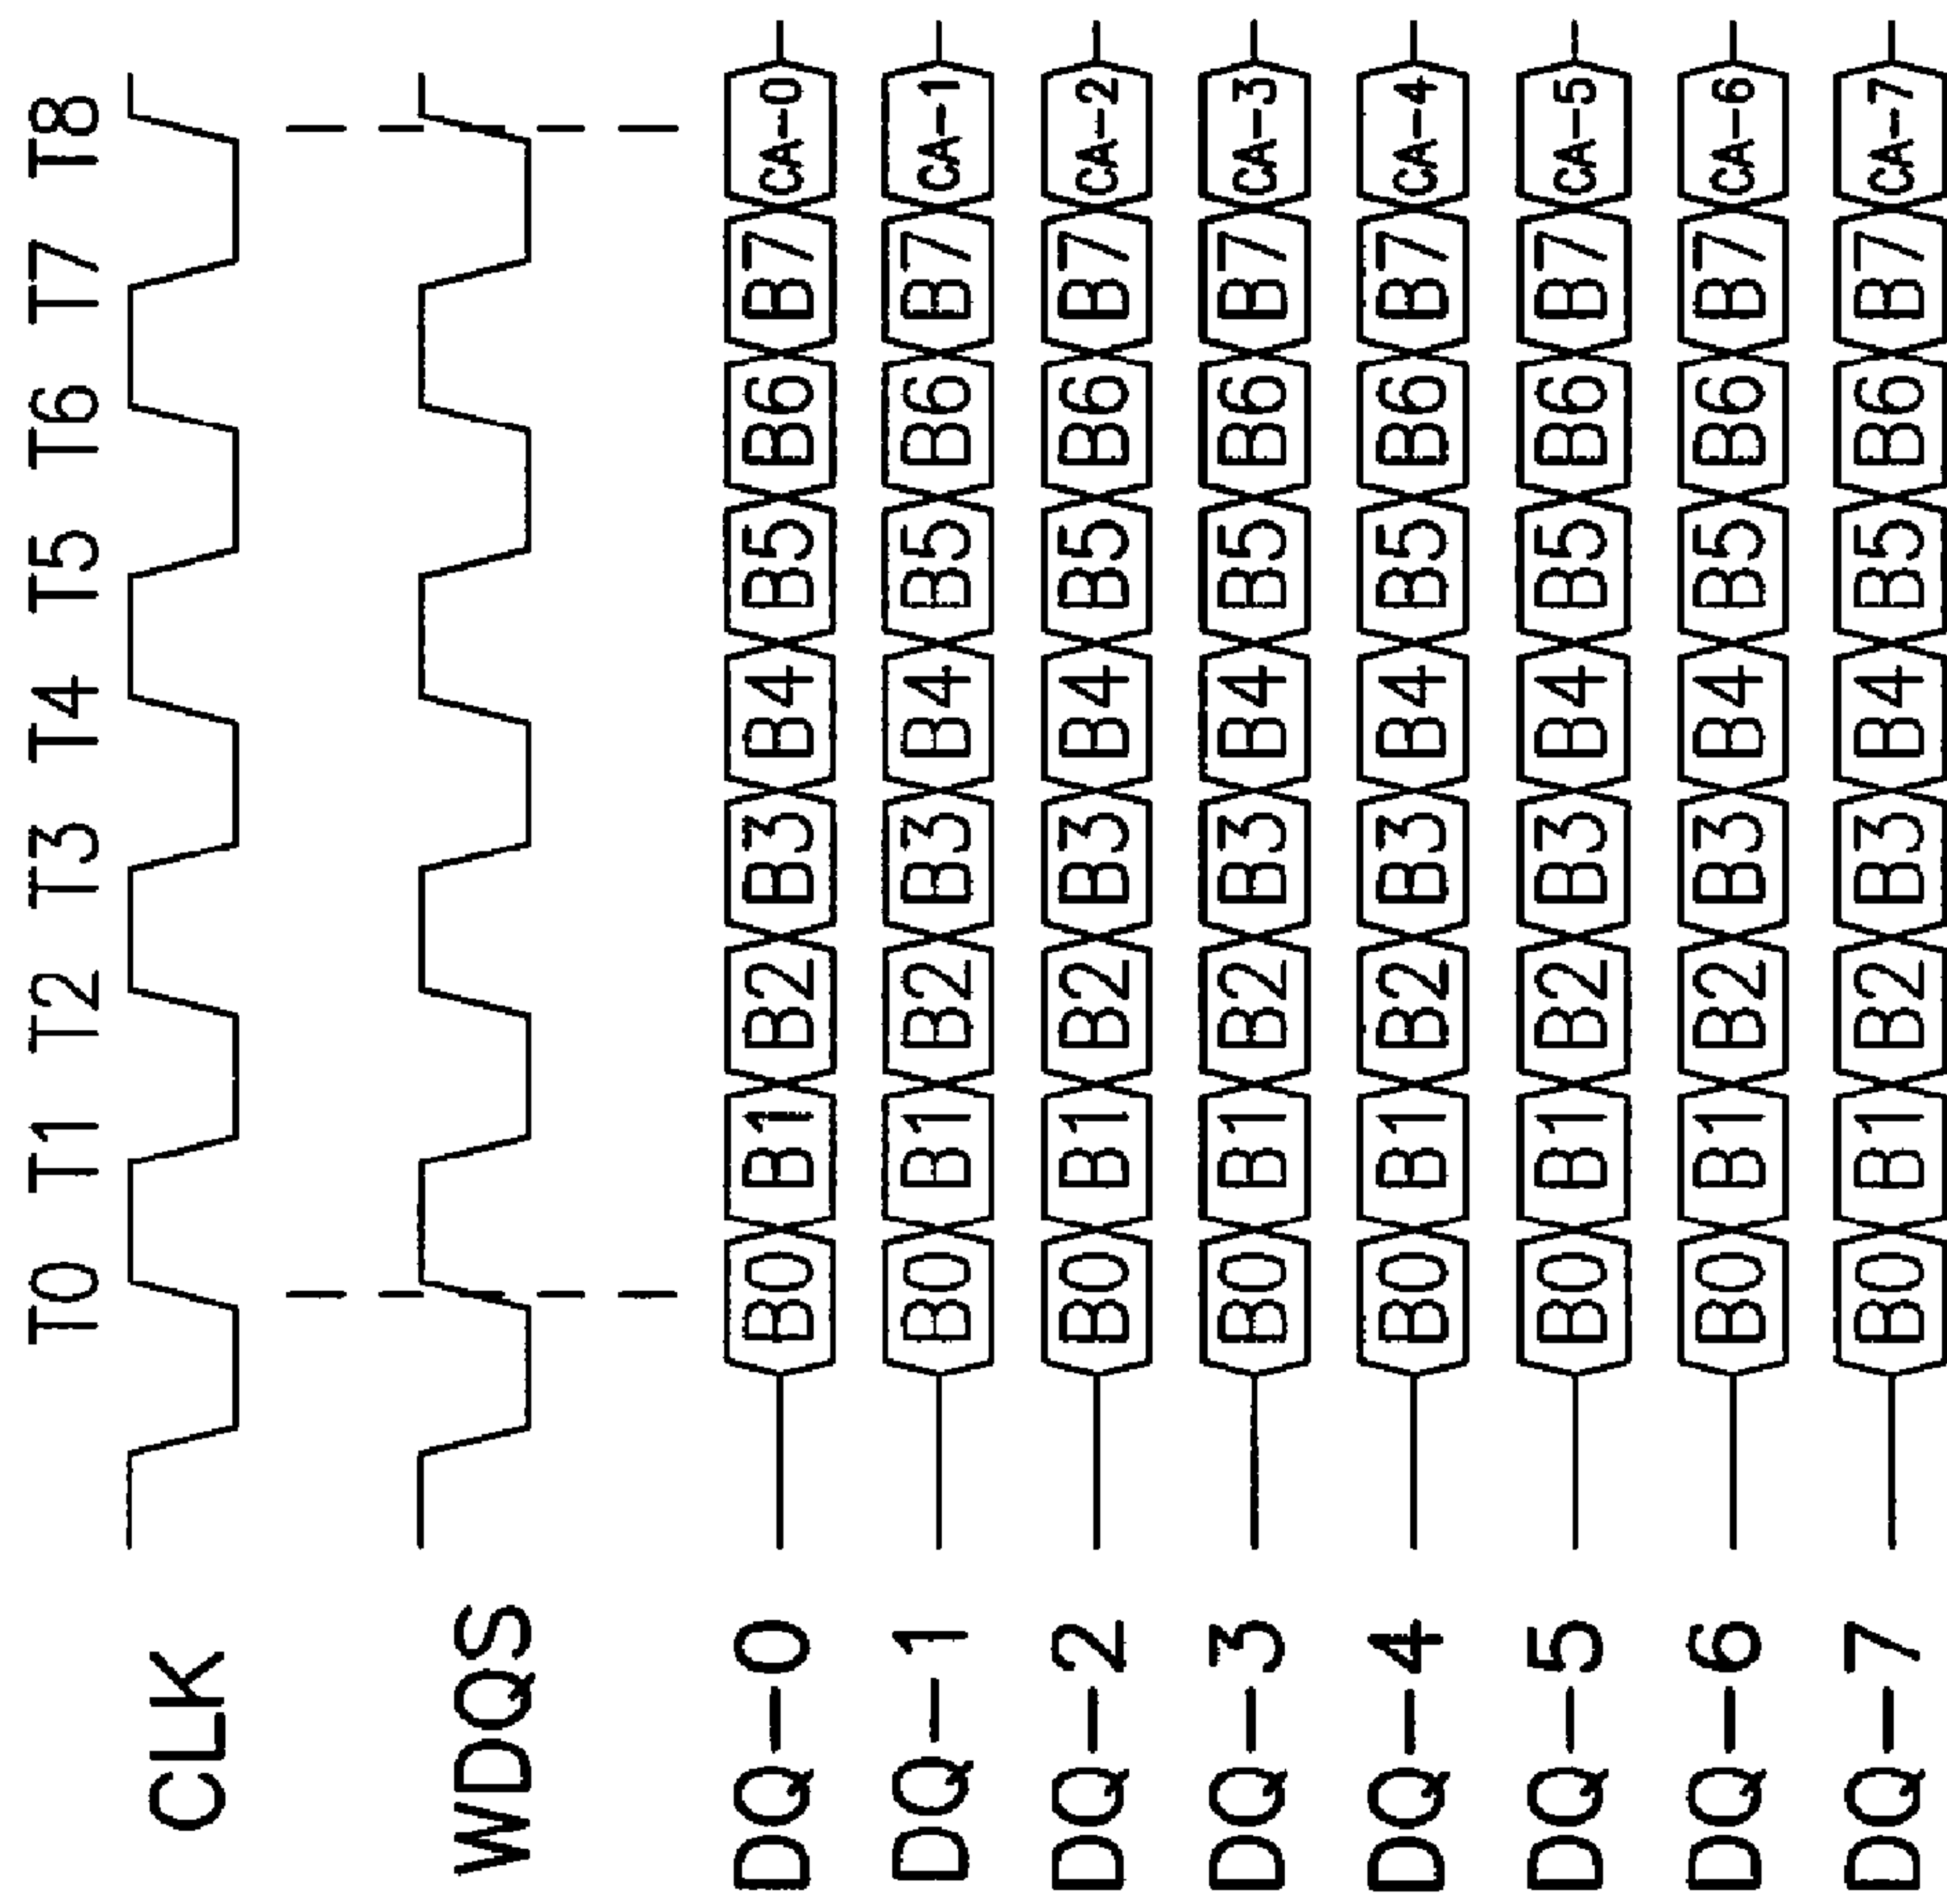 T0 T1 T2 T3 T4 T5 T6 T7 T8
CLK
WDQS
DQ-0 B0 B1 B2 B3 B4 B5 B6 B7 CA-0
DQ-1 B0 B1 B2 B3 B4 B5 B6 B7 CA-1
DQ-2 B0 B1 B2 B3 B4 B5 B6 B7 CA-2
DQ-3 B0 B1 B2 B3 B4 B5 B6 B7 CA-3
DQ-4 B0 B1 B2 B3 B4 B5 B6 B7 CA-4
DQ-5 B0 B1 B2 B3 B4 B5 B6 B7 CA-5
DQ-6 B0 B1 B2 B3 B4 B5 B6 B7 CA-6
DQ-7 B0 B1 B2 B3 B4 B5 B6 B7 CA-7